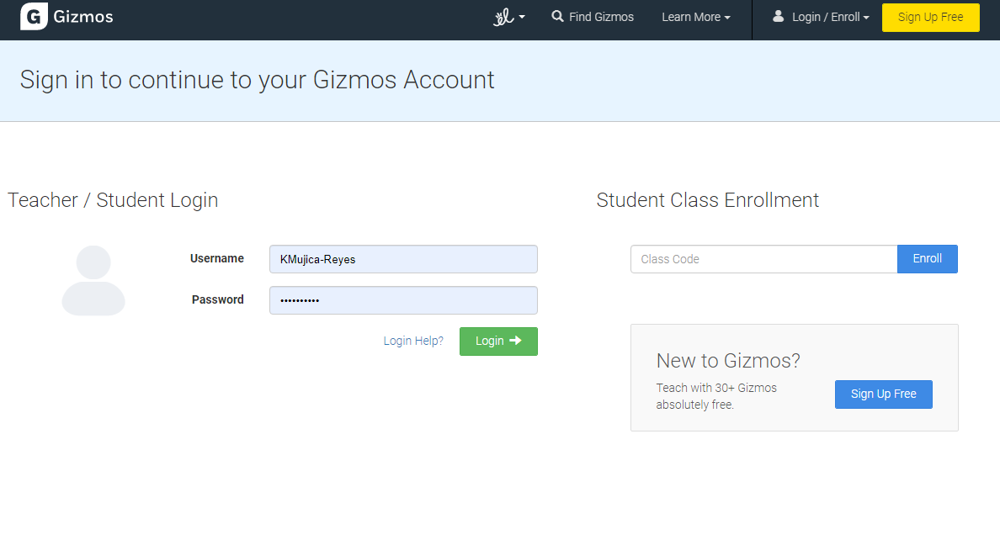 G Gizmos
Find Gizmos
Learn More
Login / Enroll
Sign Up Free
Sign in to continue to your Gizmos Account
Teacher / Student Login
Username
KMujica-Reyes
Password
••••••••••
Login Help?
Login
Student Class Enrollment
Class Code
Enroll
New to Gizmos?
Teach with 30+ Gizmos
absolutely free.
Sign Up Free